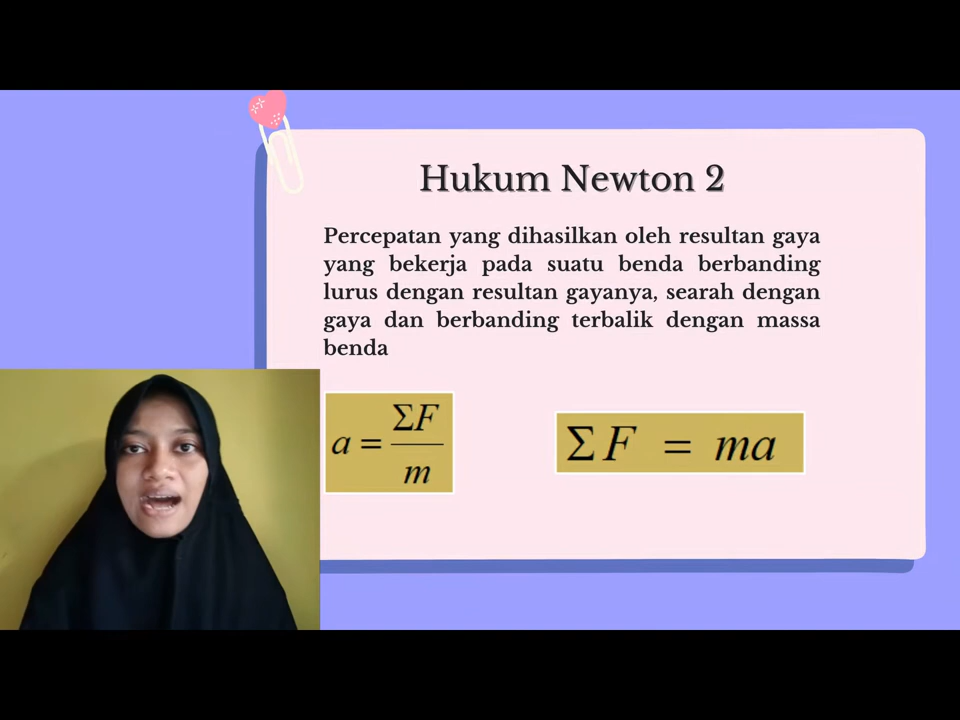 Hukum Newton 2
Percepatan yang dihasilkan oleh resultan gaya
yang bekerja pada suatu benda berbanding
lurus dengan resultan gayanya, searah dengan
gaya dan berbanding terbalik dengan massa
benda
a = ΣF/m
ΣF = ma